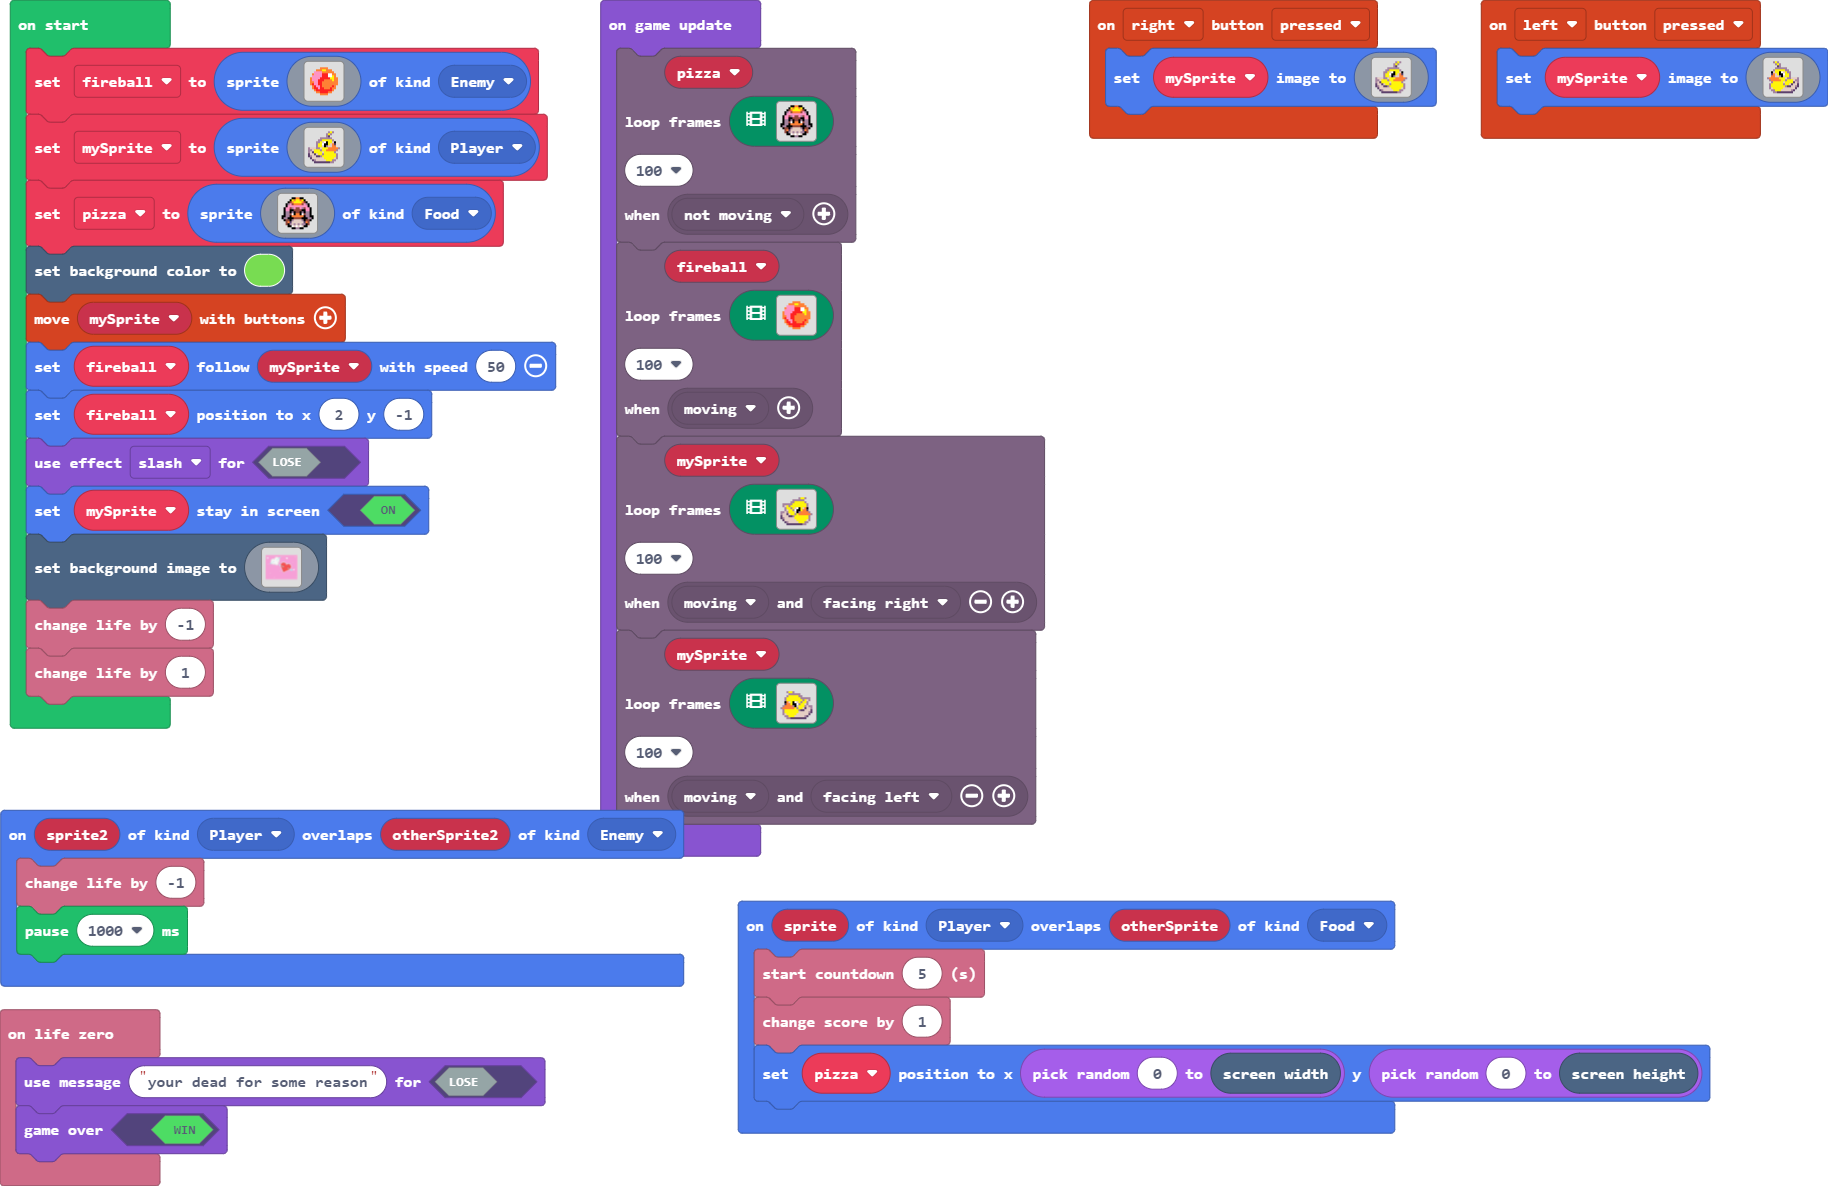 on start
set fireball to sprite of kind Enemy
set mySprite to sprite of kind Player
set pizza to sprite of kind Food
set background color to
move mySprite with buttons
set fireball follow mySprite with speed 50
set fireball position to x 2 y -1
use effect slash for LOSE
set mySprite stay in screen ON
set background image to
change life by -1
change life by 1
on game update
pizza
loop frames
100
when not moving
fireball
loop frames
100
when moving
mySprite
loop frames
100
when moving and facing right
mySprite
loop frames
100
when moving and facing left
on right button pressed
set mySprite image to
on left button pressed
set mySprite image to
on sprite2 of kind Player overlaps otherSprite2 of kind Enemy
change life by -1
pause 1000 ms
on life zero
use message "your dead for some reason" for LOSE
game over WIN
on sprite of kind Player overlaps otherSprite of kind Food
start countdown 5 (s)
change score by 1
set pizza position to x pick random 0 to screen width y pick random 0 to screen height